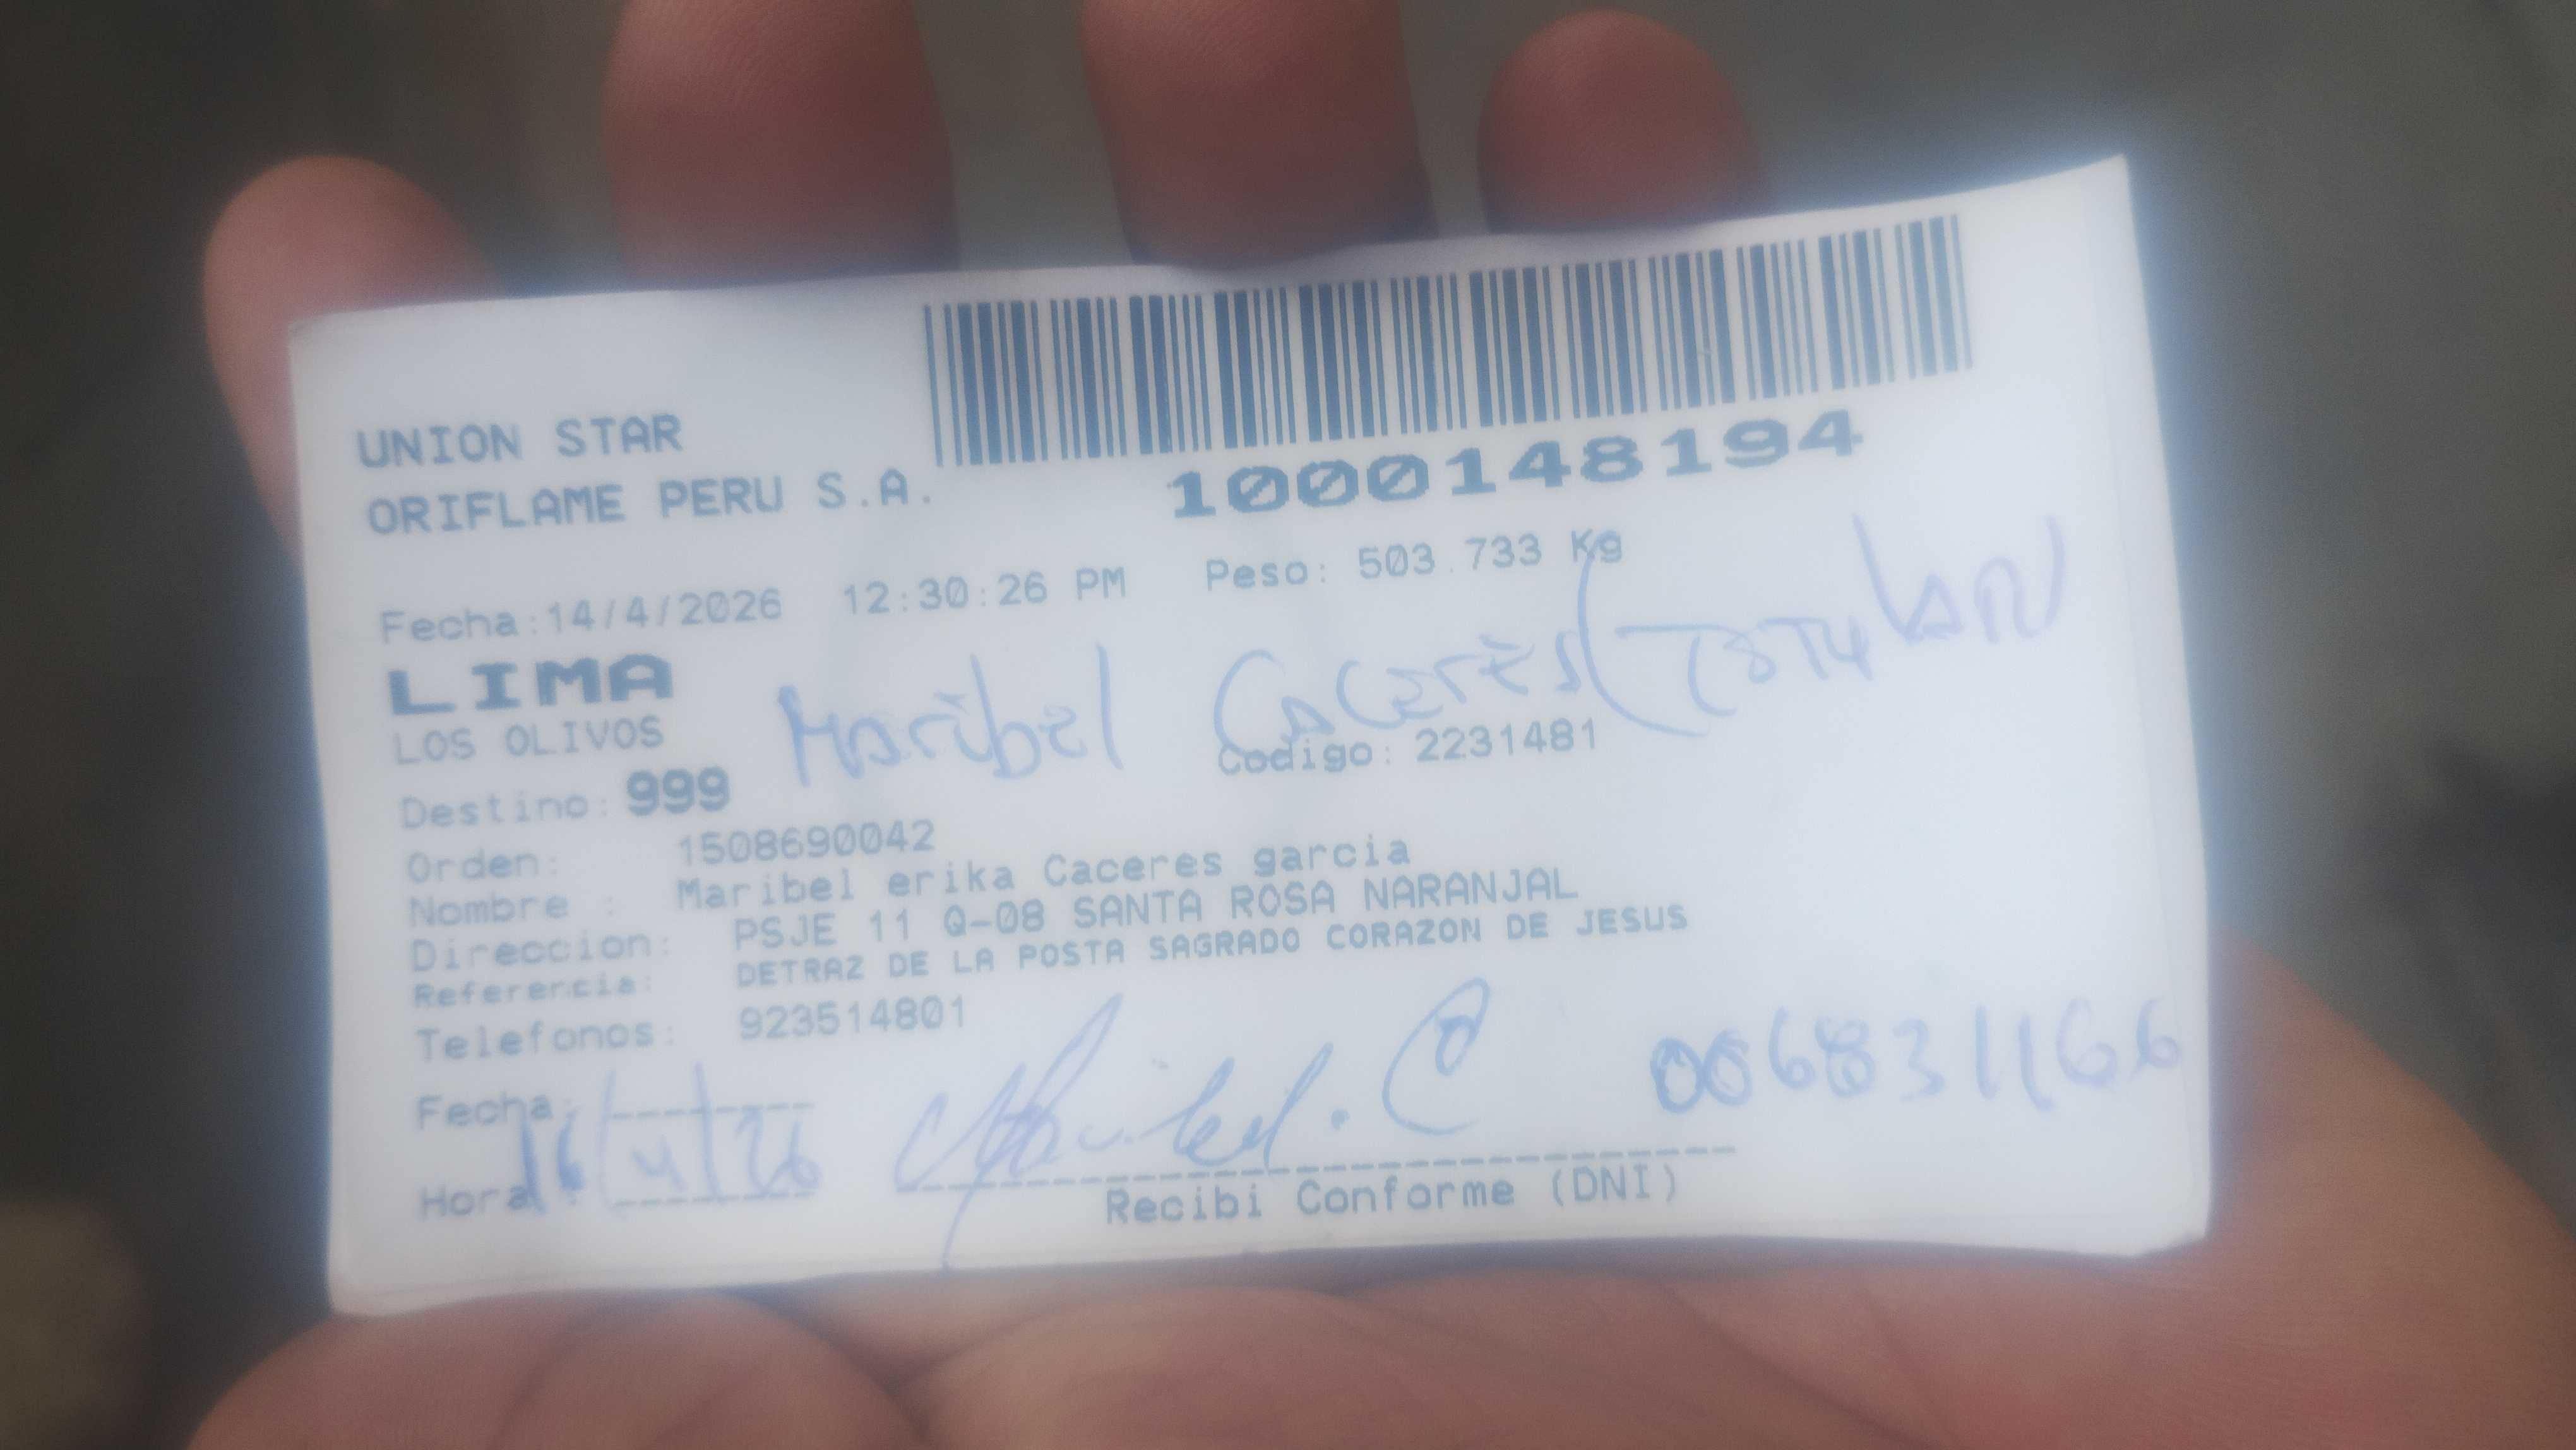 UNION STAR
ORIFLAME PERU S.A.
1000148194
Fecha:14/4/2026 12:30:26 PM Peso: 503.733 Kg
LIMA
LOS OLIVOS
Maribel Caceres (TITULAR)
Destino: 999 Codigo: 2231481
Orden: 1508690042
Nombre : Maribel erika Caceres garcia
Direccion: PSJE 11 Q-08 SANTA ROSA NARANJAL
Referencia: DETRAZ DE LA POSTA SAGRADO CORAZON DE JESUS
Telefonos: 923514801
Fecha:
16/4/26
Hora :
Maribel. C
Recibi Conforme (DNI)